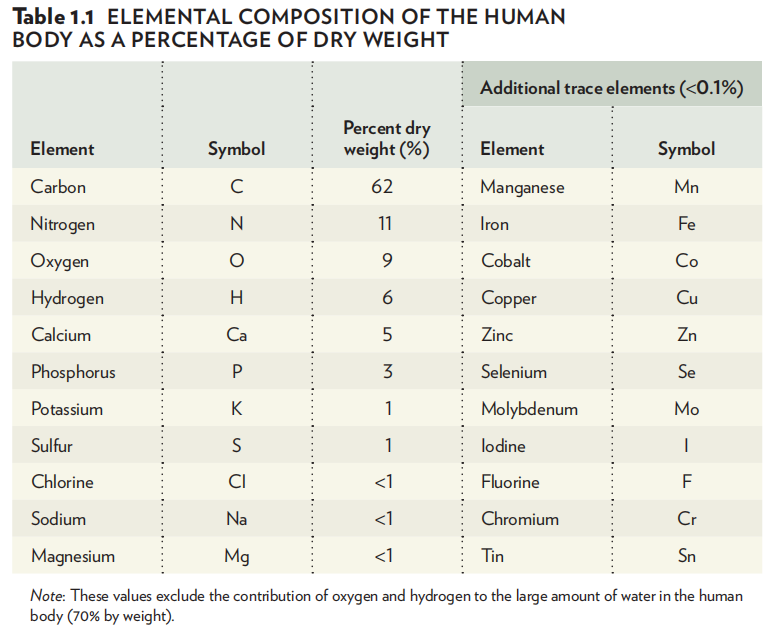 Table 1.1 ELEMENTAL COMPOSITION OF THE HUMAN
BODY AS A PERCENTAGE OF DRY WEIGHT
Additional trace elements (<0.1%)
Element Symbol Percent dry weight (%) Element Symbol
Carbon C 62 Manganese Mn
Nitrogen N 11 Iron Fe
Oxygen O 9 Cobalt Co
Hydrogen H 6 Copper Cu
Calcium Ca 5 Zinc Zn
Phosphorus P 3 Selenium Se
Potassium K 1 Molybdenum Mo
Sulfur S 1 Iodine I
Chlorine Cl <1 Fluorine F
Sodium Na <1 Chromium Cr
Magnesium Mg <1 Tin Sn
Note: These values exclude the contribution of oxygen and hydrogen to the large amount of water in the human
body (70% by weight).